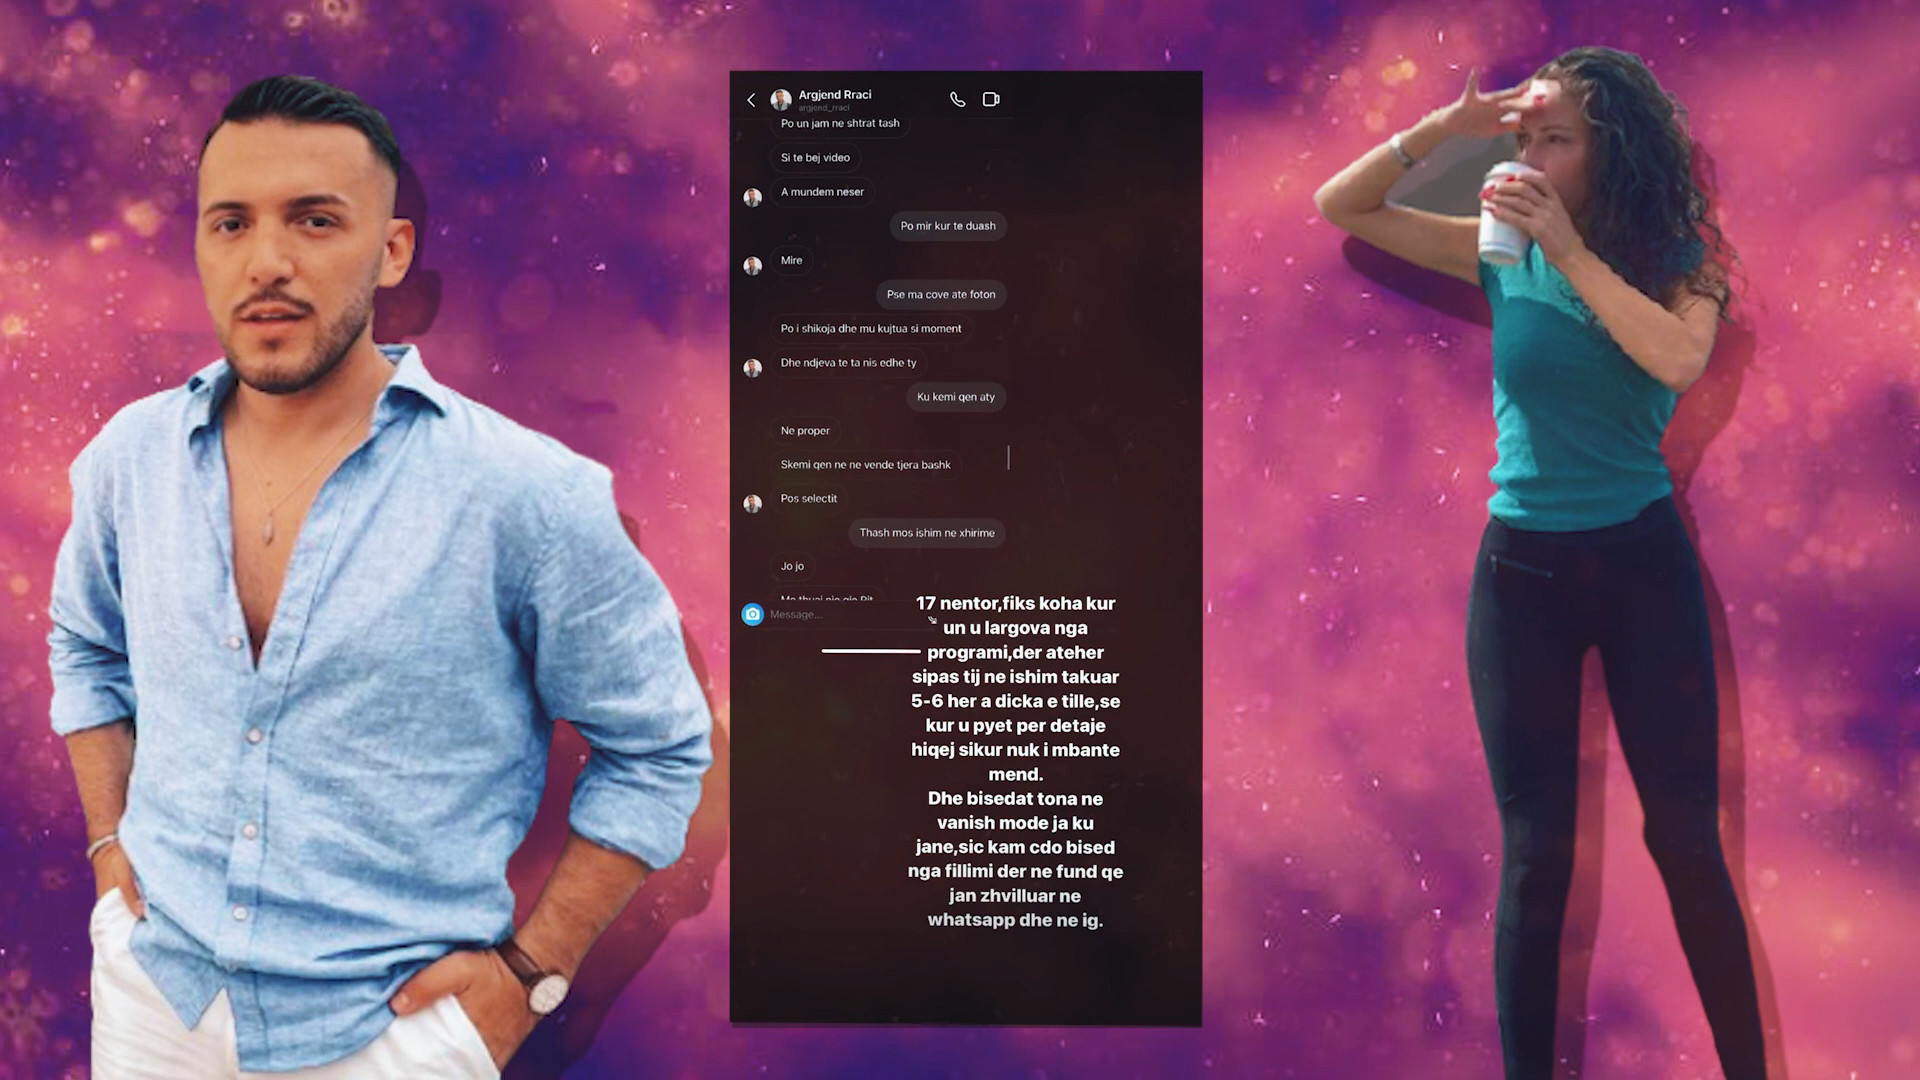 Argjend Rraci
argjend_rraci
Po un jam ne shtrat tash
Si te bej video
A mundem neser
Po mir kur te duash
Mire
Pse ma cove ate foton
Po i shikoja dhe mu kujtua si moment
Dhe ndjeva te ta nis edhe ty
Ku kemi qen aty
Ne proper
Skemi qen ne ne vende tjera bashk
Pos selectit
Thash mos ishim ne xhirime
Jo jo
Message...
17 nentor,fiks koha kur
un u largova nga
programi,der ateher
sipas tij ne ishim takuar
5-6 her a dicka e tille,se
kur u pyet per detaje
hiqej sikur nuk i mbante
mend.
Dhe bisedat tona ne
vanish mode ja ku
jane,sic kam cdo bised
nga fillimi der ne fund qe
jan zhvilluar ne
whatsapp dhe ne ig.